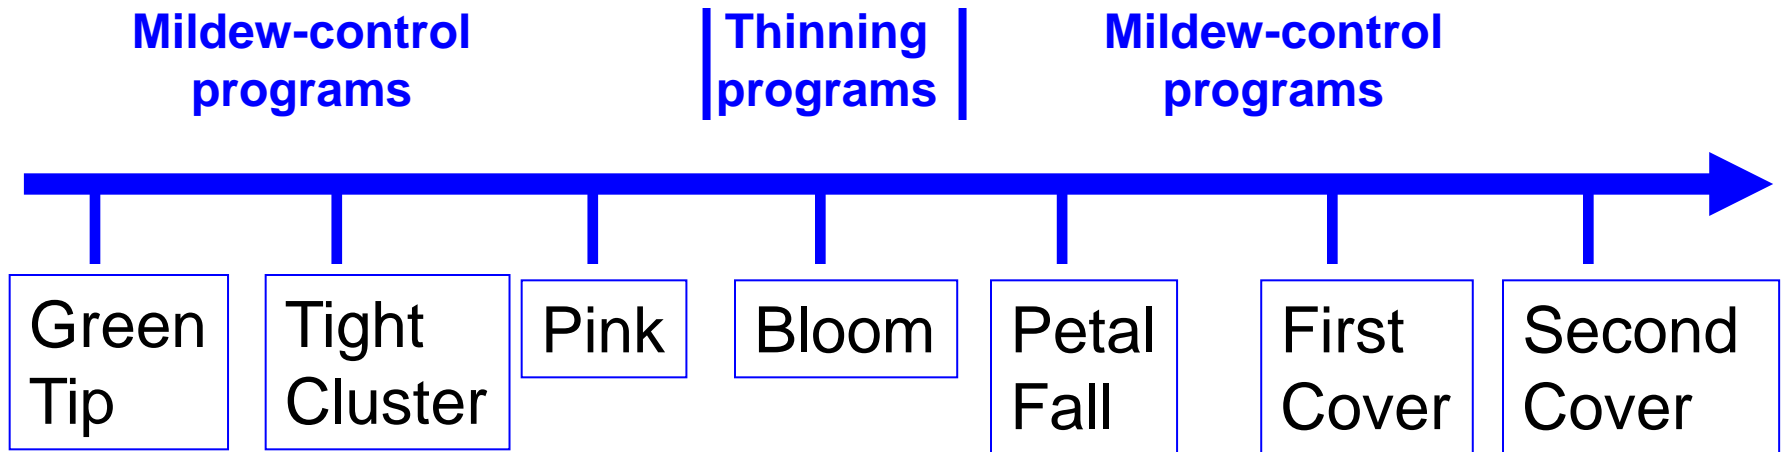 Mildew-control
programs
Thinning
programs
Mildew-control
programs
Green
Tip
Tight
Cluster
Pink
Bloom
Petal
Fall
First
Cover
Second
Cover